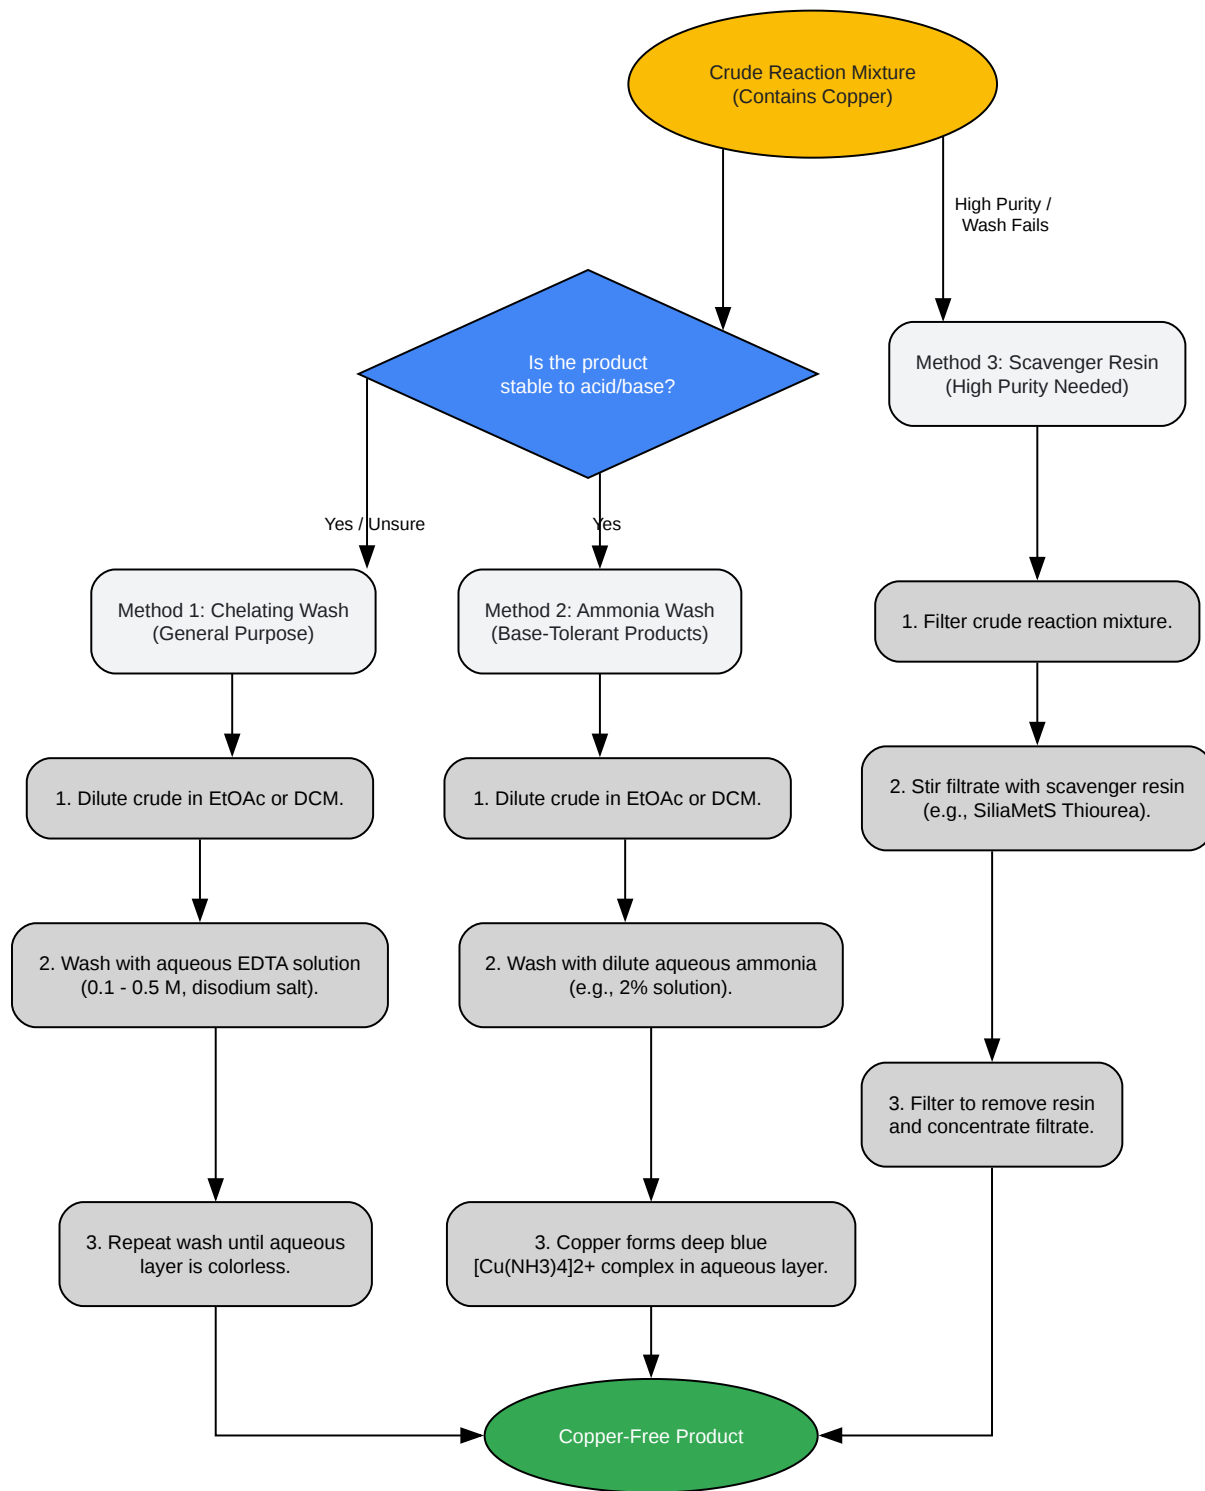 Crude Reaction Mixture
(Contains Copper)
High Purity /
Wash Fails
Is the product
stable to acid/base?
Method 3: Scavenger Resin
(High Purity Needed)
Yes / Unsure
Yes
Method 1: Chelating Wash
(General Purpose)
Method 2: Ammonia Wash
(Base-Tolerant Products)
1. Filter crude reaction mixture.
1. Dilute crude in EtOAc or DCM.
1. Dilute crude in EtOAc or DCM.
2. Stir filtrate with scavenger resin
(e.g., SiliaMetS Thiourea).
2. Wash with aqueous EDTA solution
(0.1 - 0.5 M, disodium salt).
2. Wash with dilute aqueous ammonia
(e.g., 2% solution).
3. Filter to remove resin
and concentrate filtrate.
3. Repeat wash until aqueous
layer is colorless.
3. Copper forms deep blue
[Cu(NH3)4]2+ complex in aqueous layer.
Copper-Free Product